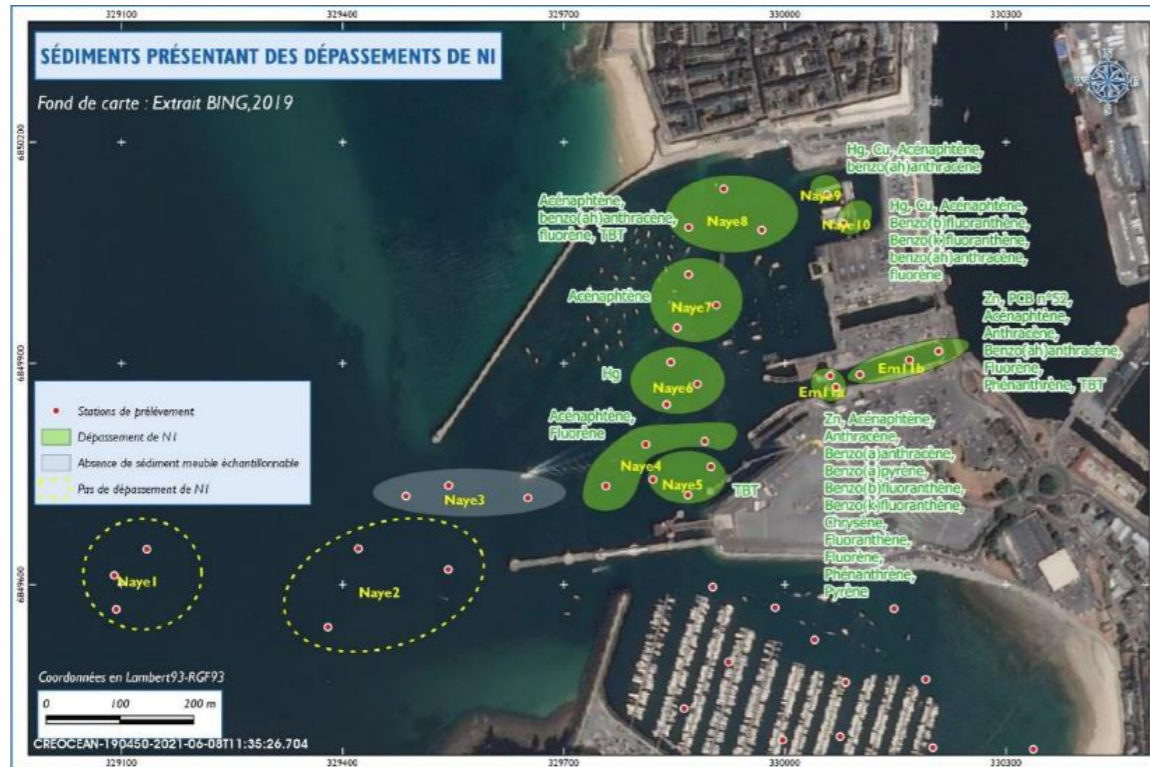 SÉDIMENTS PRÉSENTANT DES DÉPASSEMENTS DE NI
Fond de carte : Extrait BING,2019
329100
329400
329700
330000
330300
6850200
6849900
6849600
Hg, Cu, Acénaphtène,
benzo(ah)anthracène
Naye9
Acénaphtène,
benzo(ah)anthracène,
fluorène, TBT
Naye8
Naye10
Hg, Cu, Acénaphtène,
Benzo(b)fluoranthène,
Benzo(k)fluoranthène,
benzo(ah)anthracène,
fluorène
Acénaphtène
Naye7
Zn, PCB n°52,
Acénaphtène,
Anthracène,
Benzo(ah)anthracène,
Fluorène,
Phénanthrène, TBT
Hg
Naye6
Em11b
Em11a
Acénaphtène,
Fluorène
Naye4
Naye5
TBT
Zn, Acénaphtène,
Anthracène,
Benzo(a)anthracène,
Benzo(a)pyrène,
Benzo(b)fluoranthène,
Benzo(k)fluoranthène,
Chrysène,
Fluoranthène,
Fluorène,
Phénanthrène,
Pyrène
Stations de prélèvement
Dépassement de N1
Absence de sédiment meuble échantillonnable
Pas de dépassement de N1
Naye3
Naye1
Naye2
Coordonnées en Lambert93-RGF93
0 100 200 m
CREOCEAN-190450-2021-06-08T11:35:26.704
329100
329400
329700
330000
330300